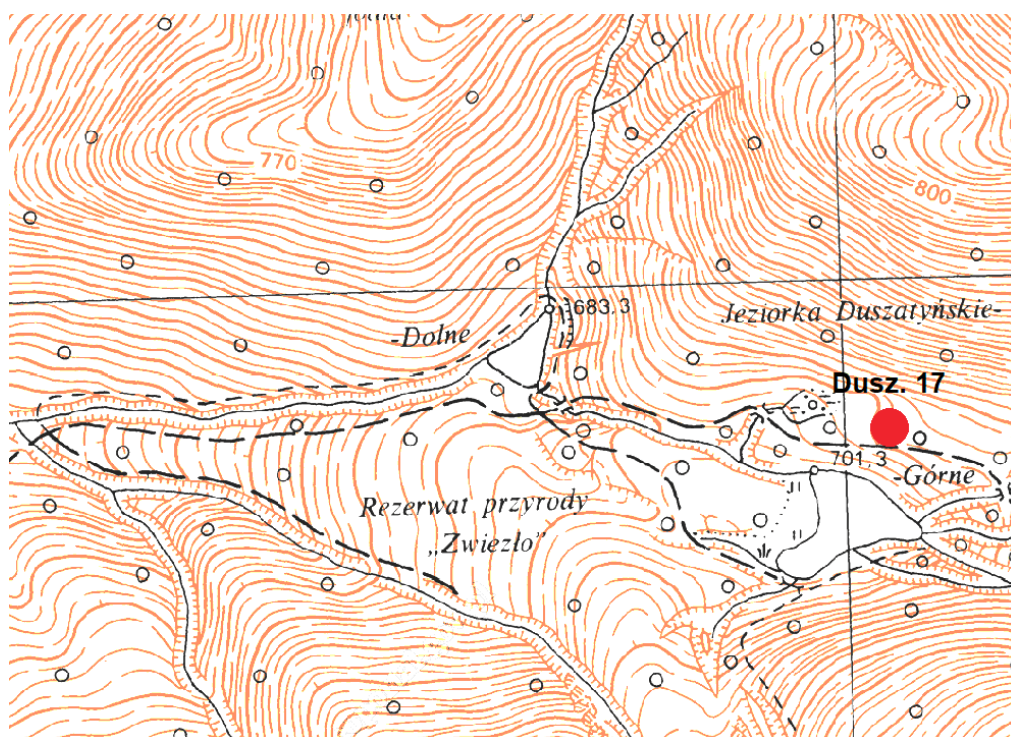 770
800
683,3
Jeziorka Duszatyńskie-
-Dolne
Dusz. 17
701,3
-Górne
Rezerwat przyrody
„Zwiezło”